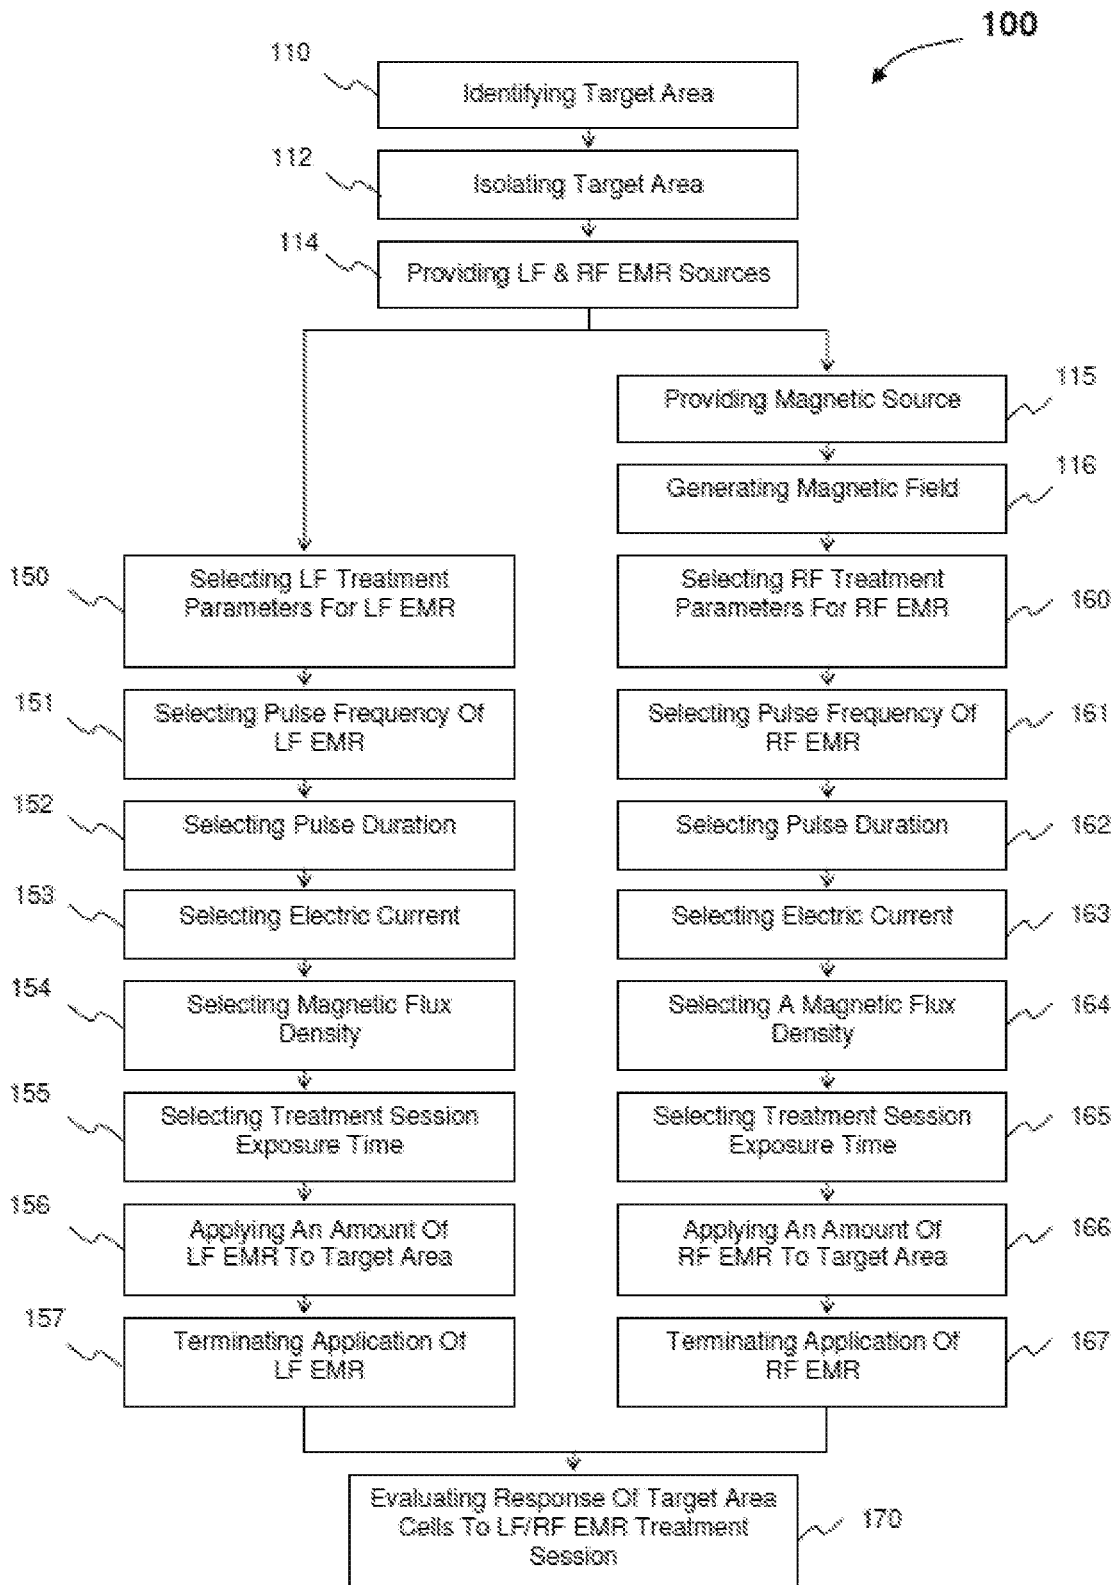 100
110
Identifying Target Area
112
Isolating Target Area
114
Providing LF & RF EMR Sources
115
Providing Magnetic Source
116
Generating Magnetic Field
150
Selecting LF Treatment
Parameters For LF EMR
Selecting RF Treatment
Parameters For RF EMR
160
151
Selecting Pulse Frequency Of
LF EMR
Selecting Pulse Frequency Of
RF EMR
161
152
Selecting Pulse Duration
Selecting Pulse Duration
162
153
Selecting Electric Current
Selecting Electric Current
163
154
Selecting Magnetic Flux
Density
Selecting A Magnetic Flux
Density
164
155
Selecting Treatment Session
Exposure Time
Selecting Treatment Session
Exposure Time
165
156
Applying An Amount Of
LF EMR To Target Area
Applying An Amount Of
RF EMR To Target Area
166
157
Terminating Application Of
LF EMR
Terminating Application Of
RF EMR
167
Evaluating Response Of Target Area
Cells To LF/RF EMR Treatment
Session
170